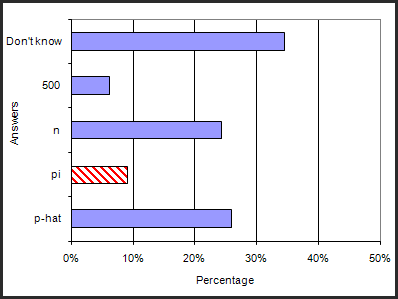 Don't know
500
n
pi
p-hat
Answers
0%
10%
20%
30%
40%
50%
Percentage